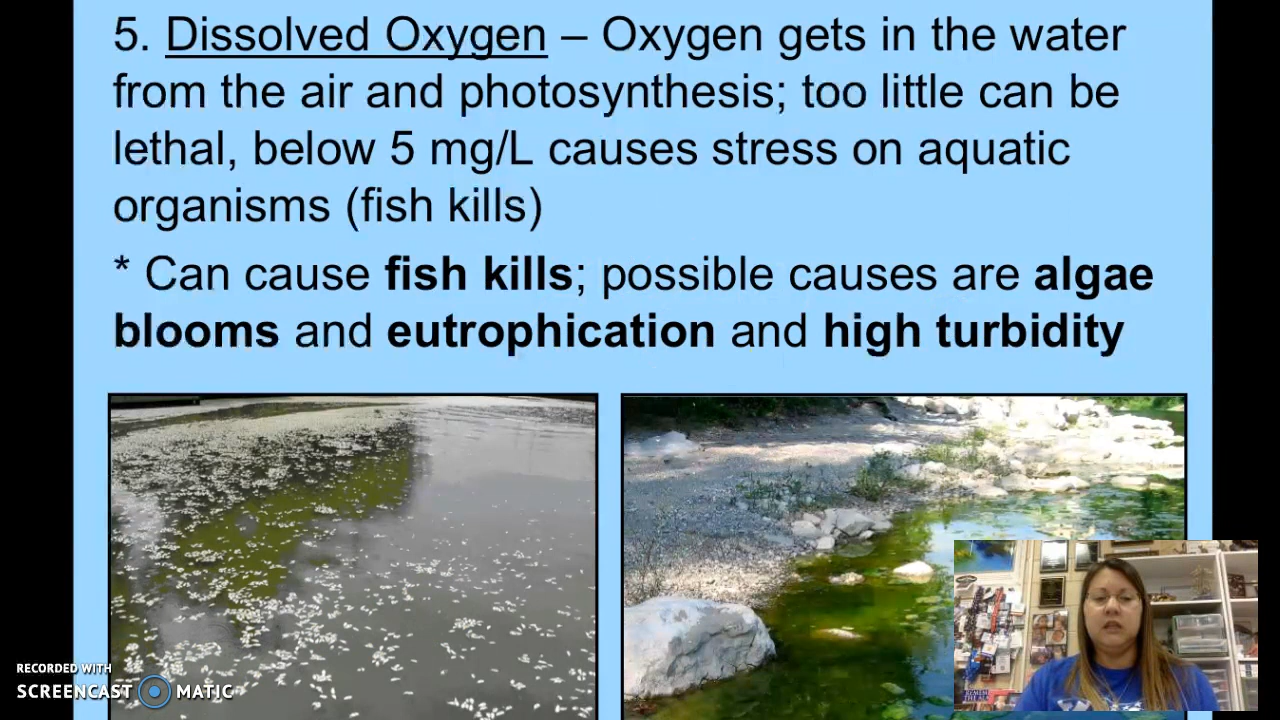 5. Dissolved Oxygen – Oxygen gets in the water
from the air and photosynthesis; too little can be
lethal, below 5 mg/L causes stress on aquatic
organisms (fish kills)
* Can cause fish kills; possible causes are algae
blooms and eutrophication and high turbidity
RECORDED WITH
SCREENCAST MATIC